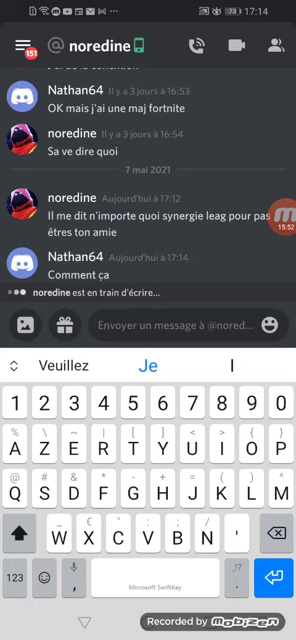 73 17:14
151
@ noredine
Nathan64 Il y a 3 jours à 16:53
OK mais j'ai une maj fortnite
noredine Il y a 3 jours à 16:54
Sa ve dire quoi
7 mai 2021
noredine Aujourd'hui à 17:12
Il me dit n'importe quoi synergie leag pour pas
êtres ton amie
15:52
Nathan64 Aujourd'hui à 17:14
Comment ça
noredine est en train d'écrire...
Envoyer un message à @nored...
Veuillez Je I
1 2 3 4 5 6 7 8 9 0
% \ ~ | [ ] < > { }
A Z E R T Y U I O P
@ # & * - + = ( ) £
Q S D F G H J K L M
_ € " : ; /
W X C V B N '
123 , Microsoft SwiftKey ,!? .
Recorded by mobizen